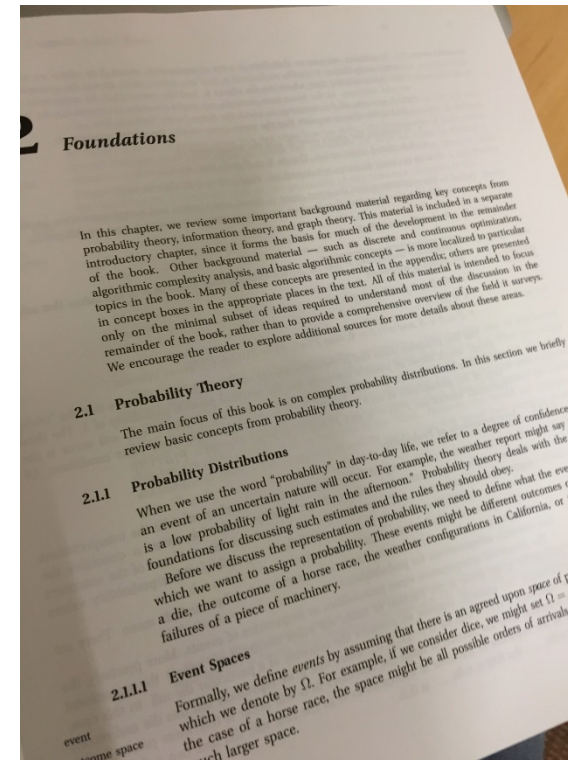 2 Foundations
In this chapter, we review some important background material regarding key concepts from
probability theory, information theory, and graph theory. This material is included in a separate
introductory chapter, since it forms the basis for much of the development in the remainder
of the book. Other background material — such as discrete and continuous optimization,
algorithmic complexity analysis, and basic algorithmic concepts — is more localized to particular
topics in the book. Many of these concepts are presented in the appendix; others are presented
in concept boxes in the appropriate places in the text. All of this material is intended to focus
only on the minimal subset of ideas required to understand most of the discussion in the
remainder of the book, rather than to provide a comprehensive overview of the field it surveys.
We encourage the reader to explore additional sources for more details about these areas.
2.1 Probability Theory
The main focus of this book is on complex probability distributions. In this section we briefly
review basic concepts from probability theory.
2.1.1 Probability Distributions
When we use the word "probability" in day-to-day life, we refer to a degree of confidence
an event of an uncertain nature will occur. For example, the weather report might say
is a low probability of light rain in the afternoon." Probability theory deals with the
foundations for discussing such estimates and the rules they should obey.
Before we discuss the representation of probability, we need to define what the eve
which we want to assign a probability. These events might be different outcomes o
a die, the outcome of a horse race, the weather configurations in California, or
failures of a piece of machinery.
2.1.1.1 Event Spaces
event Formally, we define events by assuming that there is an agreed upon space of p
ome space which we denote by Ω. For example, if we consider dice, we might set Ω =
the case of a horse race, the space might be all possible orders of arrivals
uch larger space.